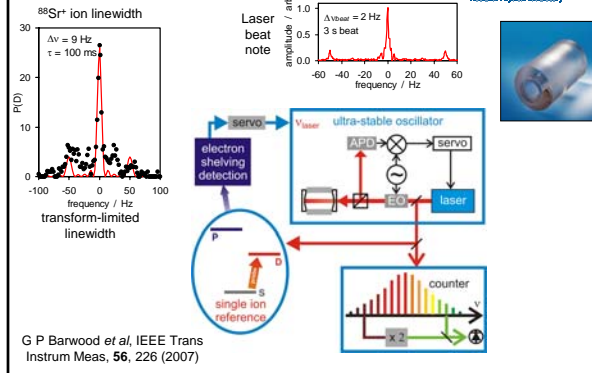 ⁸⁸Sr⁺ ion linewidth
Δν = 9 Hz
τ = 100 ms
30
20
10
0
P(D)
-100 -50 0 50 100
frequency / Hz
transform-limited
linewidth
Laser
beat
note
amplitude / arb
1.0
0.5
0.0
Δνbeat = 2 Hz
3 s beat
-60 -40 -20 0 20 40 60
frequency / Hz
servo
electron
shelving
detection
νlaser ultra-stable oscillator
APD
servo
~
EO
laser
P
D
S
single ion
reference
counter
ν
x 2
G P Barwood et al, IEEE Trans
Instrum Meas, 56, 226 (2007)